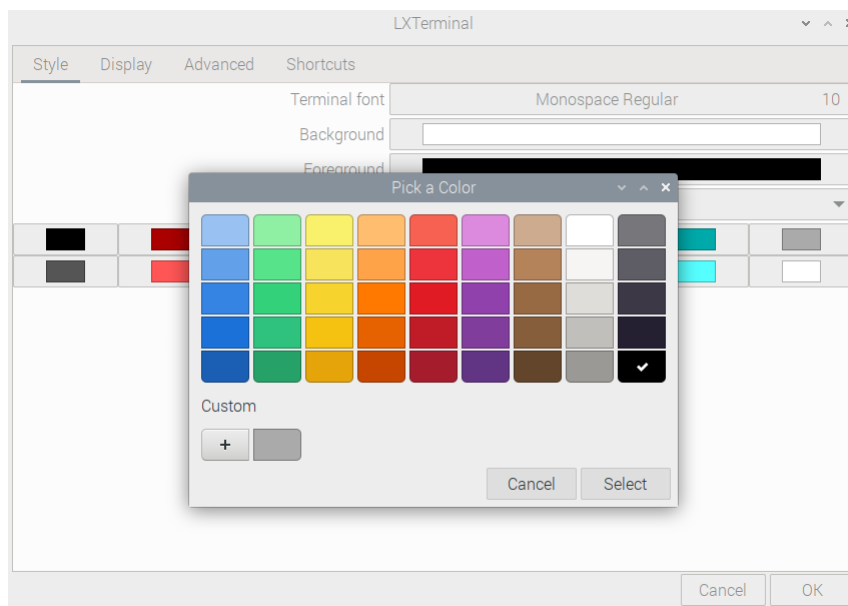 LXTerminal
Style Display Advanced Shortcuts
Terminal font Monospace Regular 10
Background
Foreground
Pick a Color
Custom
+
Cancel Select
Cancel OK